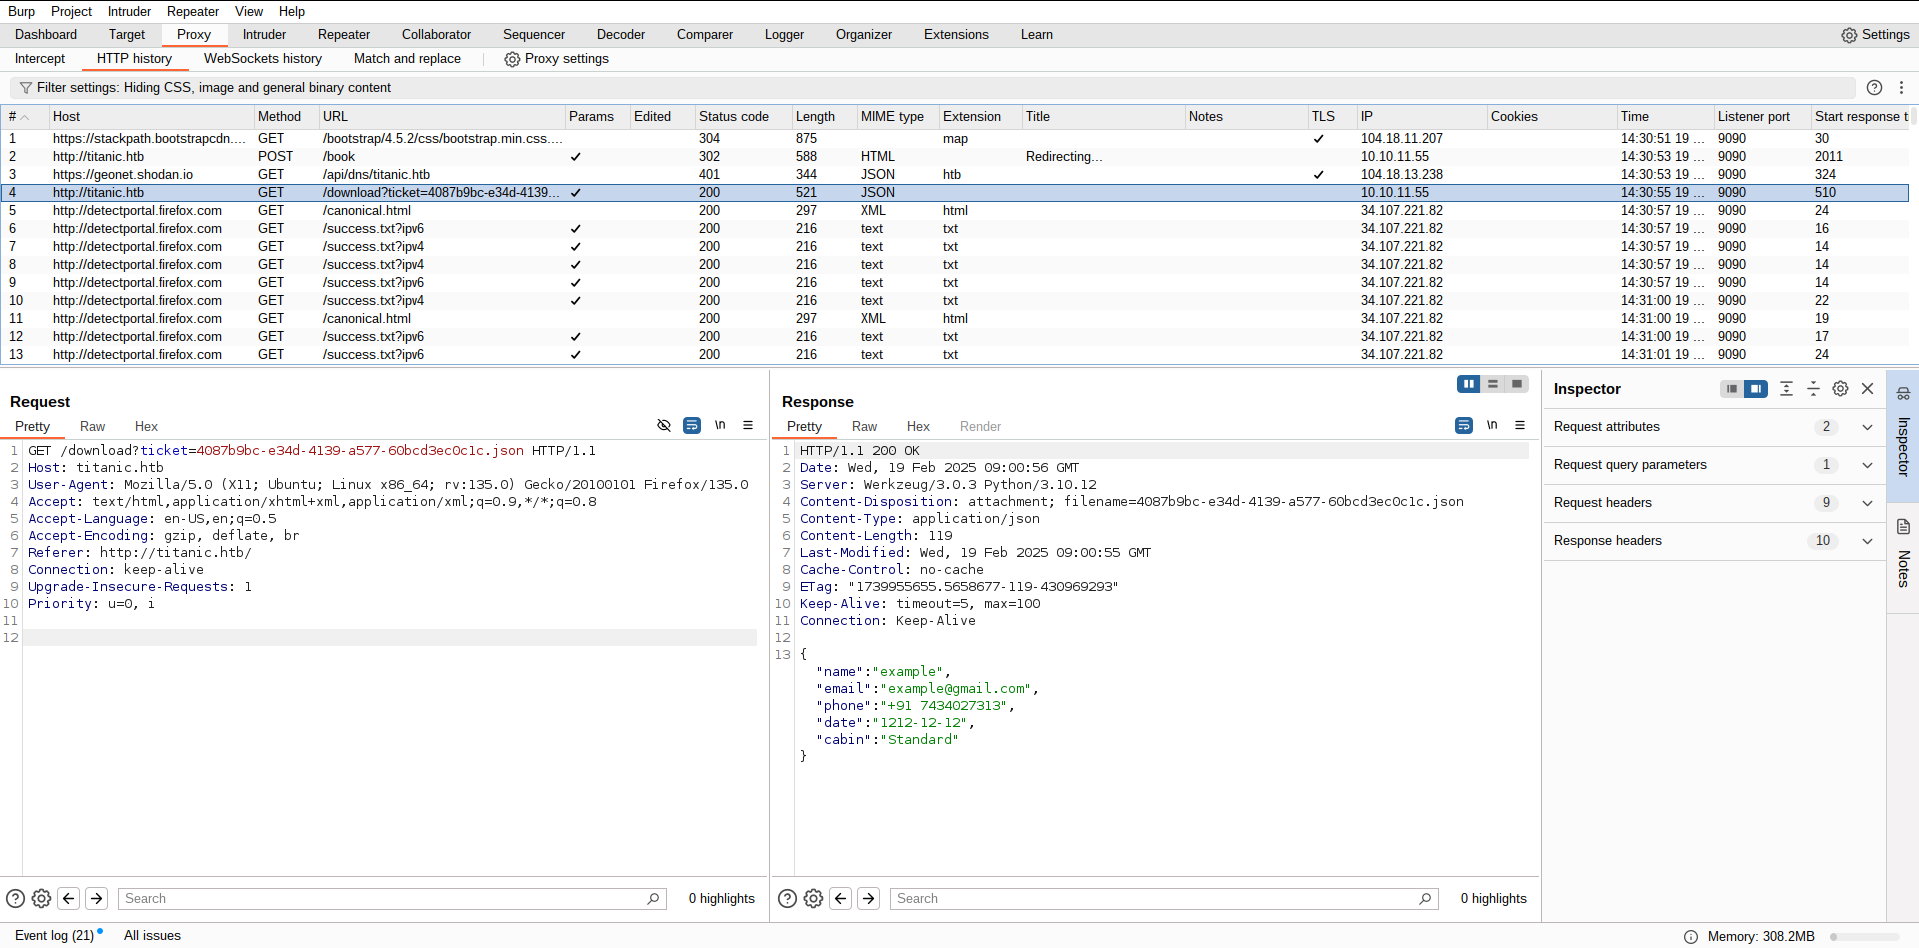 Burp Project Intruder Repeater View Help
Dashboard Target Proxy Intruder Repeater Collaborator Sequencer Decoder Comparer Logger Organizer Extensions Learn Settings
Intercept HTTP history WebSockets history Match and replace Proxy settings
Filter settings: Hiding CSS, image and general binary content
# Host Method URL Params Edited Status code Length MIME type Extension Title Notes TLS IP Cookies Time Listener port Start response t
1 https://stackpath.bootstrapcdn.... GET /bootstrap/4.5.2/css/bootstrap.min.css.... 304 875 map ✓ 104.18.11.207 14:30:51 19 ... 9090 30
2 http://titanic.htb POST /book ✓ 302 588 HTML Redirecting... 10.10.11.55 14:30:53 19 ... 9090 2011
3 https://geonet.shodan.io GET /api/dns/titanic.htb 401 344 JSON htb ✓ 104.18.13.238 14:30:53 19 ... 9090 324
4 http://titanic.htb GET /download?ticket=4087b9bc-e34d-4139... ✓ 200 521 JSON 10.10.11.55 14:30:55 19 ... 9090 510
5 http://detectportal.firefox.com GET /canonical.html 200 297 XML html 34.107.221.82 14:30:57 19 ... 9090 24
6 http://detectportal.firefox.com GET /success.txt?ipv6 ✓ 200 216 text txt 34.107.221.82 14:30:57 19 ... 9090 16
7 http://detectportal.firefox.com GET /success.txt?ipv4 ✓ 200 216 text txt 34.107.221.82 14:30:57 19 ... 9090 14
8 http://detectportal.firefox.com GET /success.txt?ipv4 ✓ 200 216 text txt 34.107.221.82 14:30:57 19 ... 9090 14
9 http://detectportal.firefox.com GET /success.txt?ipv6 ✓ 200 216 text txt 34.107.221.82 14:30:57 19 ... 9090 14
10 http://detectportal.firefox.com GET /success.txt?ipv4 ✓ 200 216 text txt 34.107.221.82 14:31:00 19 ... 9090 22
11 http://detectportal.firefox.com GET /canonical.html 200 297 XML html 34.107.221.82 14:31:00 19 ... 9090 19
12 http://detectportal.firefox.com GET /success.txt?ipv6 ✓ 200 216 text txt 34.107.221.82 14:31:00 19 ... 9090 17
13 http://detectportal.firefox.com GET /success.txt?ipv6 ✓ 200 216 text txt 34.107.221.82 14:31:01 19 ... 9090 24
Request
Pretty Raw Hex \n
1 GET /download?ticket=4087b9bc-e34d-4139-a577-60bcd3ec0c1c.json HTTP/1.1
2 Host: titanic.htb
3 User-Agent: Mozilla/5.0 (X11; Ubuntu; Linux x86_64; rv:135.0) Gecko/20100101 Firefox/135.0
4 Accept: text/html,application/xhtml+xml,application/xml;q=0.9,*/*;q=0.8
5 Accept-Language: en-US,en;q=0.5
6 Accept-Encoding: gzip, deflate, br
7 Referer: http://titanic.htb/
8 Connection: keep-alive
9 Upgrade-Insecure-Requests: 1
10 Priority: u=0, i
11
12
Search 0 highlights
Response
Pretty Raw Hex Render \n
1 HTTP/1.1 200 OK
2 Date: Wed, 19 Feb 2025 09:00:56 GMT
3 Server: Werkzeug/3.0.3 Python/3.10.12
4 Content-Disposition: attachment; filename=4087b9bc-e34d-4139-a577-60bcd3ec0c1c.json
5 Content-Type: application/json
6 Content-Length: 119
7 Last-Modified: Wed, 19 Feb 2025 09:00:55 GMT
8 Cache-Control: no-cache
9 ETag: "1739955655.5658677-119-430969293"
10 Keep-Alive: timeout=5, max=100
11 Connection: Keep-Alive
12
13 {
"name":"example",
"email":"example@gmail.com",
"phone":"+91 7434027313",
"date":"1212-12-12",
"cabin":"Standard"
}
Search 0 highlights
Inspector
Request attributes 2
Request query parameters 1
Request headers 9
Response headers 10
Inspector
Notes
Event log (21) All issues Memory: 308.2MB